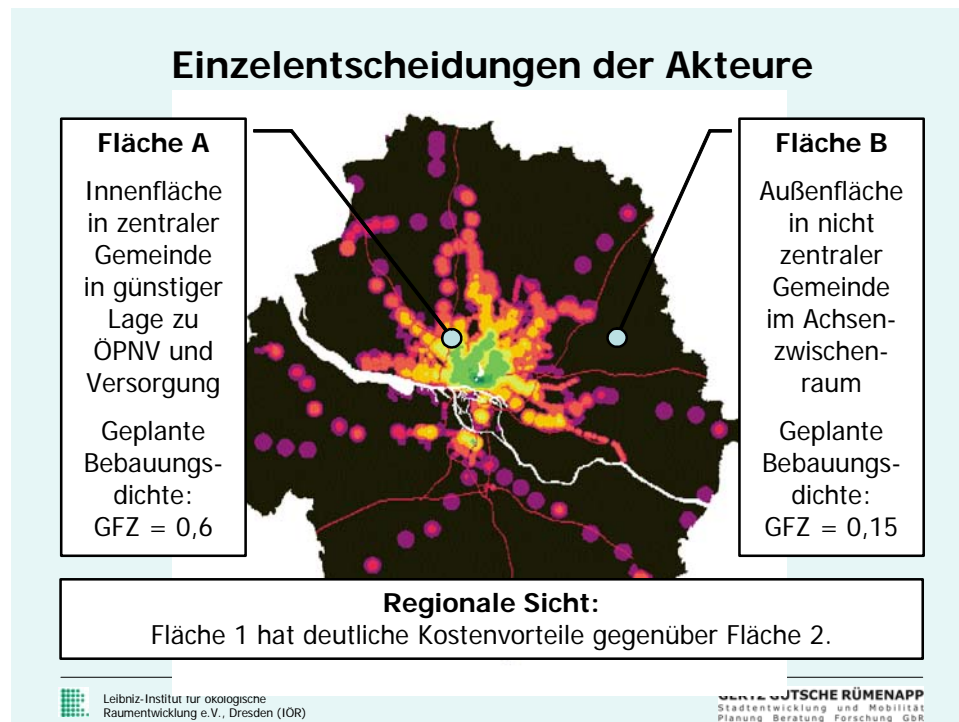 Einzelentscheidungen der Akteure
Fläche A
Innenfläche
in zentraler
Gemeinde
in günstiger
Lage zu
ÖPNV und
Versorgung
Geplante
Bebauungs-
dichte:
GFZ = 0,6
Fläche B
Außenfläche
in nicht
zentraler
Gemeinde
im Achsen-
zwischen-
raum
Geplante
Bebauungs-
dichte:
GFZ = 0,15
Regionale Sicht:
Fläche 1 hat deutliche Kostenvorteile gegenüber Fläche 2.
Leibniz-Institut für ökologische
Raumentwicklung e.V., Dresden (IÖR)
GERTZ GUTSCHE RÜMENAPP
Stadtentwicklung und Mobilität
Planung Beratung Forschung GbR